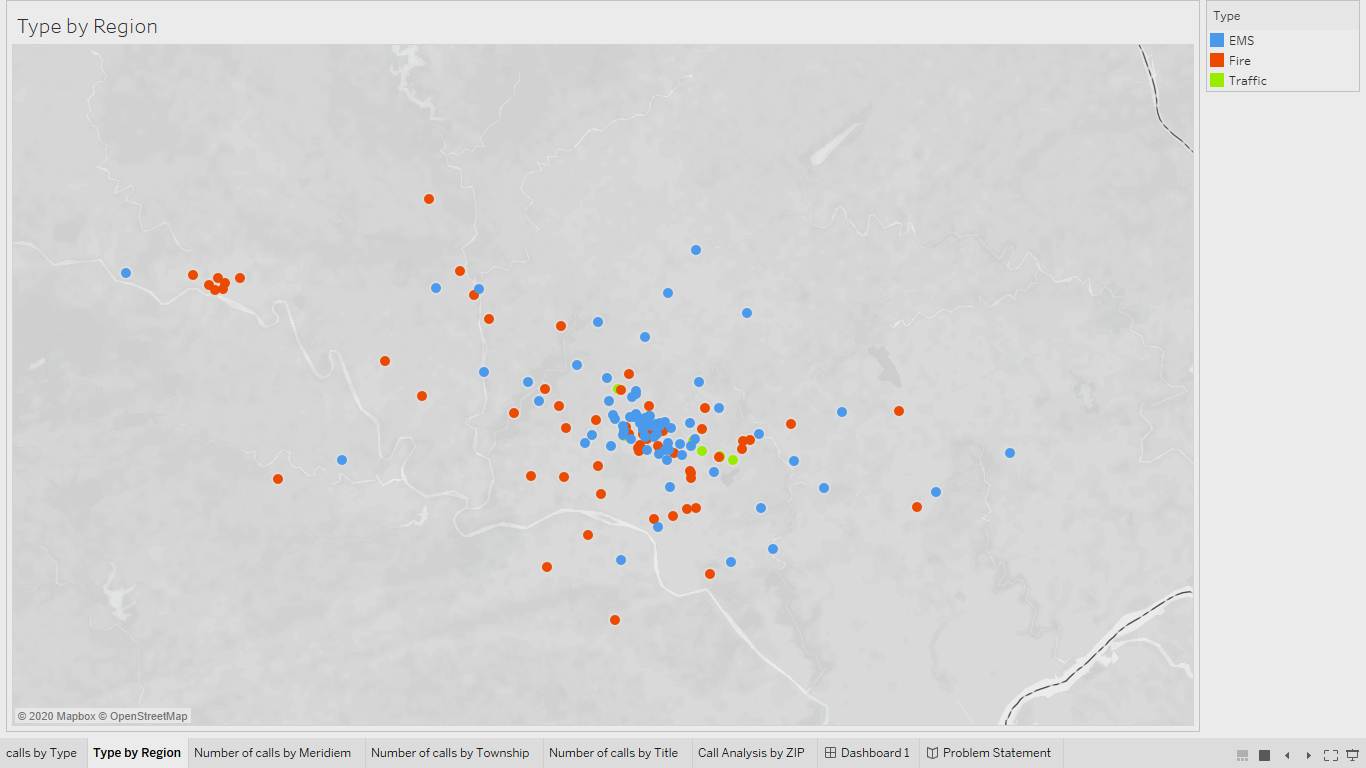 Type by Region
Type
EMS
Fire
Traffic
© 2020 Mapbox © OpenStreetMap
calls by Type
Type by Region
Number of calls by Meridiem
Number of calls by Township
Number of calls by Title
Call Analysis by ZIP
Dashboard 1
Problem Statement